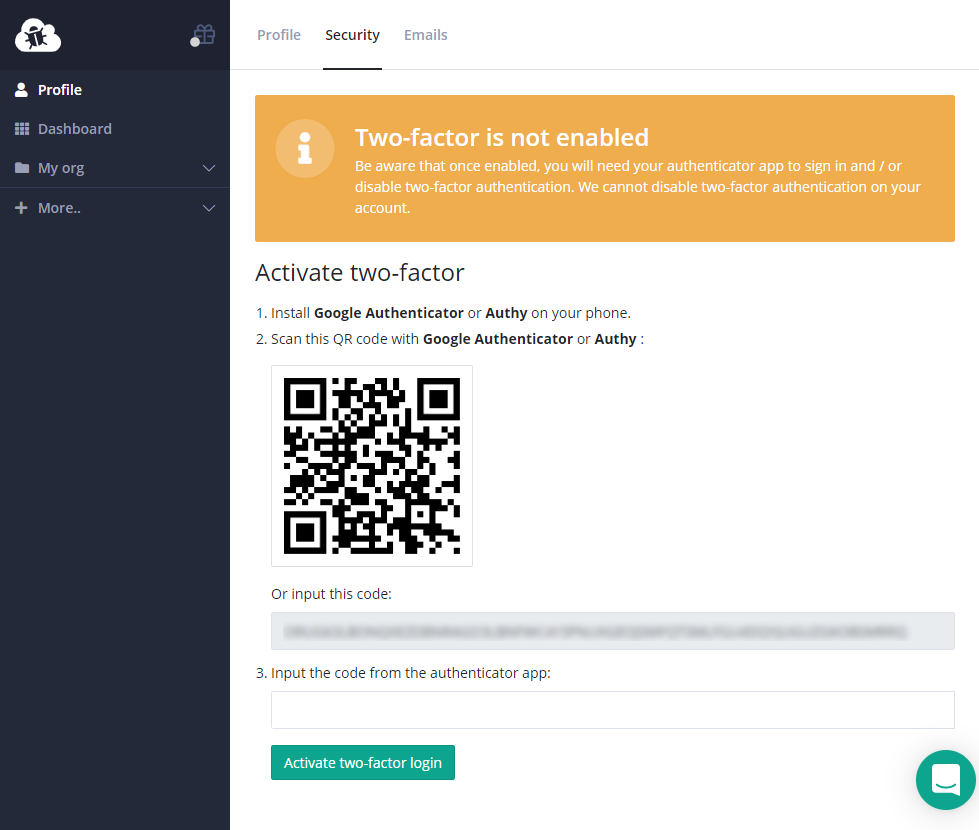 Profile
Security
Emails
Profile
Dashboard
My org
More..
Two-factor is not enabled
Be aware that once enabled, you will need your authenticator app to sign in and / or
disable two-factor authentication. We cannot disable two-factor authentication on your
account.
Activate two-factor
1. Install Google Authenticator or Authy on your phone.
2. Scan this QR code with Google Authenticator or Authy :
Or input this code:
3. Input the code from the authenticator app:
Activate two-factor login